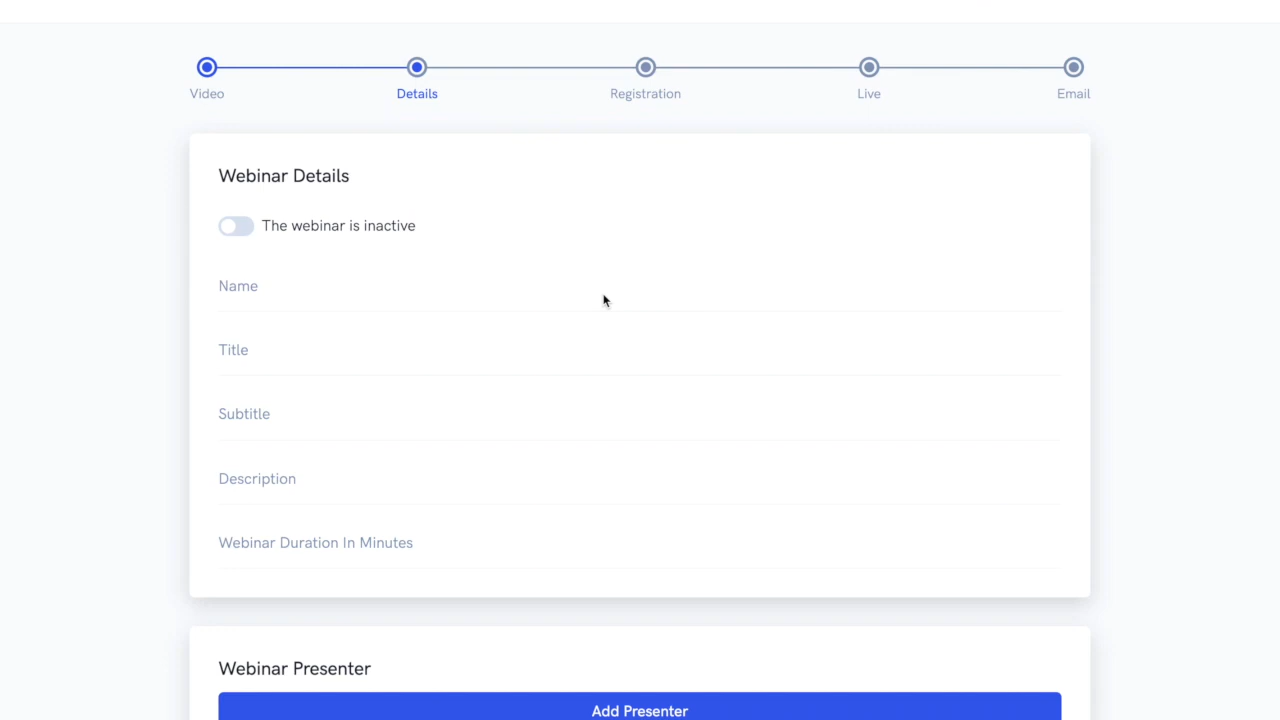 Video Details Registration Live Email
Webinar Details
The webinar is inactive
Name
Title
Subtitle
Description
Webinar Duration In Minutes
Webinar Presenter
Add Presenter